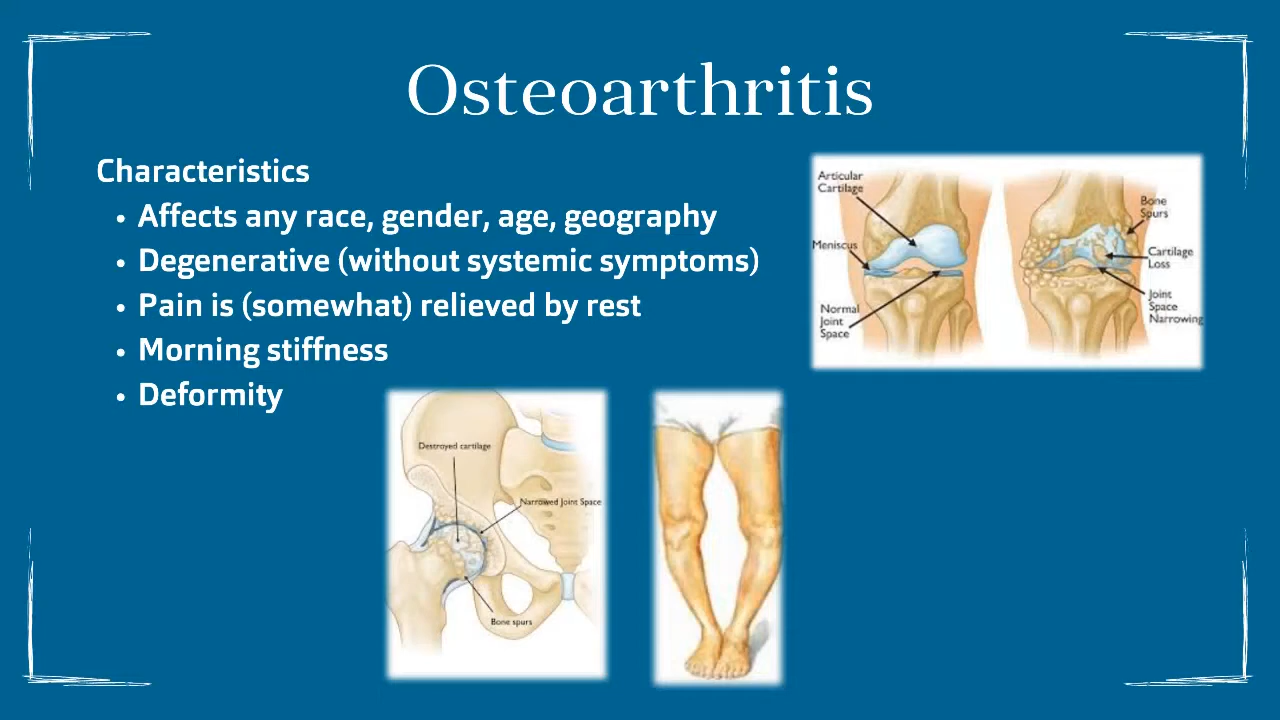 Osteoarthritis
Characteristics
• Affects any race, gender, age, geography
• Degenerative (without systemic symptoms)
• Pain is (somewhat) relieved by rest
• Morning stiffness
• Deformity
Articular
Cartilage
Meniscus
Normal
Joint
Space
Bone
Spurs
Cartilage
Loss
Joint
Space
Narrowing
Destroyed cartilage
Narrowed Joint Space
Bone spurs